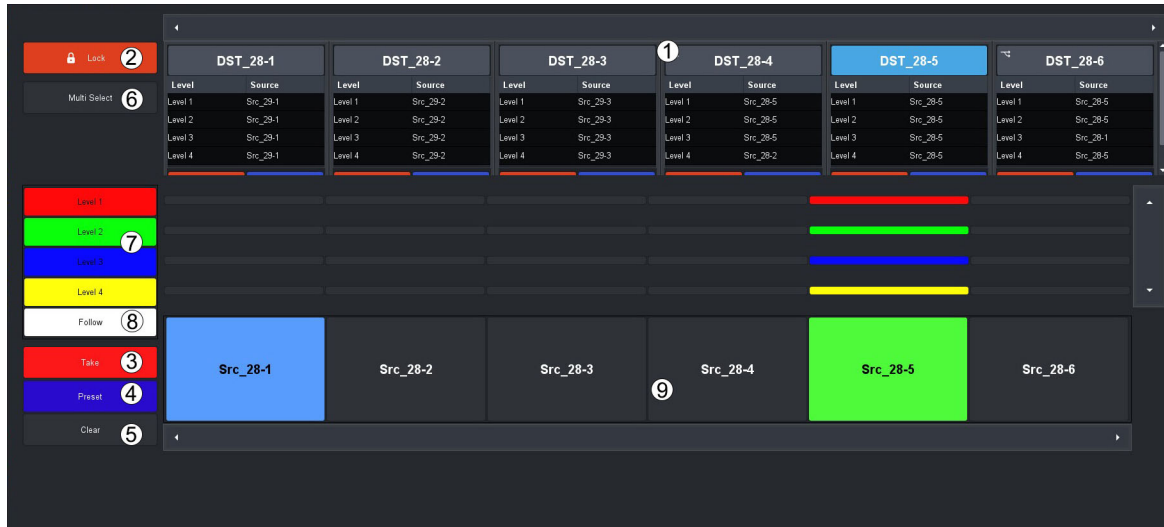 Lock ②
Multi Select ⑥
①
DST_28-1 DST_28-2 DST_28-3 DST_28-4 DST_28-5 DST_28-6
Level Source Level Source Level Source Level Source Level Source Level Source
Level 1 Src_29-1 Level 1 Src_29-2 Level 1 Src_29-3 Level 1 Src_28-5 Level 1 Src_28-5 Level 1 Src_28-5
Level 2 Src_29-1 Level 2 Src_29-2 Level 2 Src_29-3 Level 2 Src_28-5 Level 2 Src_28-5 Level 2 Src_28-5
Level 3 Src_29-1 Level 3 Src_29-2 Level 3 Src_29-3 Level 3 Src_28-5 Level 3 Src_28-5 Level 3 Src_28-1
Level 4 Src_29-1 Level 4 Src_29-2 Level 4 Src_29-3 Level 4 Src_28-2 Level 4 Src_28-5 Level 4 Src_28-5
Level 1
Level 2
⑦
Level 3
Level 4
Follow ⑧
Take ③
Preset ④
Clear ⑤
Src_28-1 Src_28-2 Src_28-3 Src_28-4 Src_28-5 Src_28-6
⑨